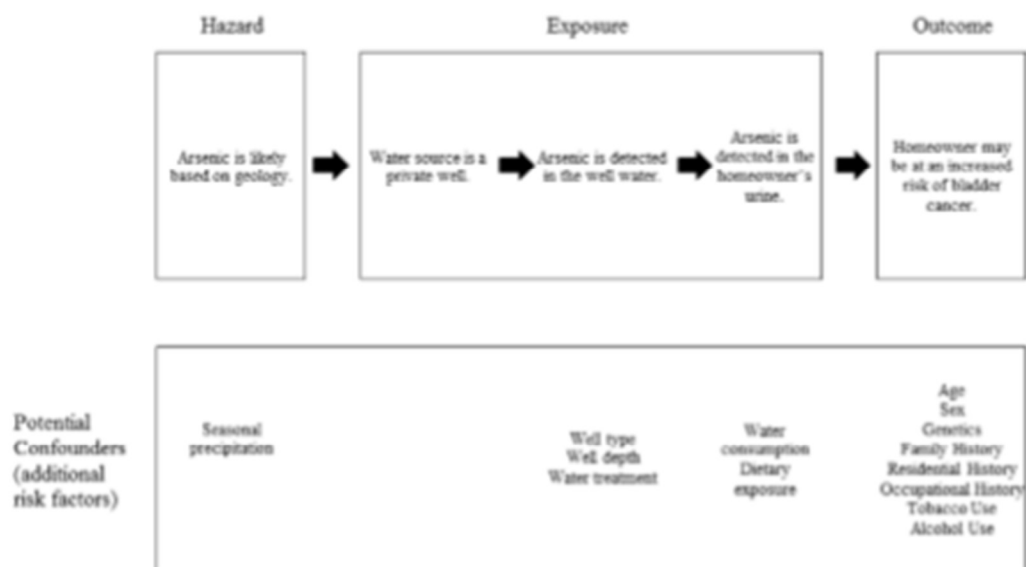 Hazard
Exposure
Outcome
Arsenic is likely
based on geology.
Water source is a
private well.
Arsenic is detected
in the well water.
Arsenic is
detected in the
homeowner's
urine.
Homeowner may
be at an increased
risk of bladder
cancer.
Potential
Confounders
(additional
risk factors)
Seasonal
precipitation
Well type
Well depth
Water treatment
Water
consumption
Dietary
exposure
Age
Sex
Genetics
Family History
Residential History
Occupational History
Tobacco Use
Alcohol Use